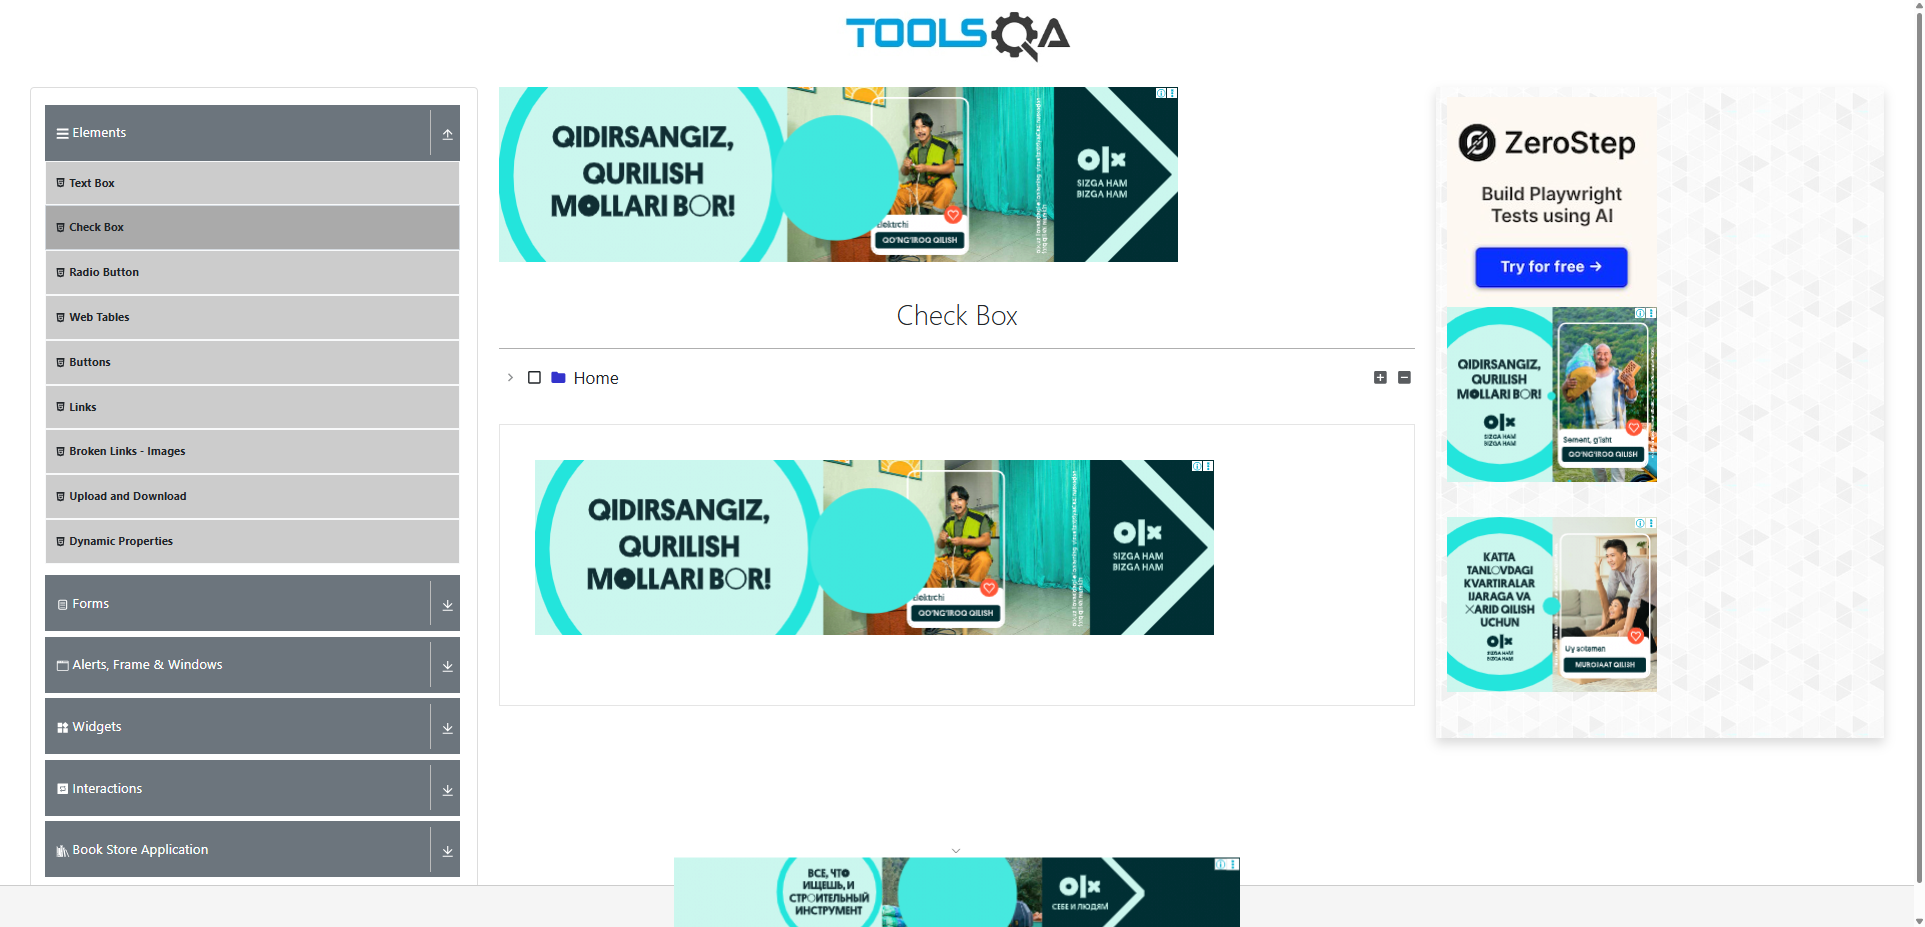 TOOLSQA
Elements
Text Box
Check Box
Radio Button
Web Tables
Buttons
Links
Broken Links - Images
Upload and Download
Dynamic Properties
Forms
Alerts, Frame & Windows
Widgets
Interactions
Book Store Application
QIDIRSANGIZ,
QURILISH
MOLLARI BOR!
Elektrchi
QO'NG'IROQ QILISH
olx
SIZGA HAM
BIZGA HAM
Check Box
Home
QIDIRSANGIZ,
QURILISH
MOLLARI BOR!
Elektrchi
QO'NG'IROQ QILISH
olx
SIZGA HAM
BIZGA HAM
ВСЕ, ЧТО
ИЩЕШЬ, И
СТРОИТЕЛЬНЫЙ
ИНСТРУМЕНТ
olx
СЕБЕ И ЛЮДЯМ
ZeroStep
Build Playwright
Tests using AI
Try for free →
QIDIRSANGIZ,
QURILISH
MOLLARI BOR!
olx
SIZGA HAM
BIZGA HAM
Sement, g'isht
QO'NG'IROQ QILISH
KATTA
TANLOVDAGI
KVARTIRALAR
IJARAGA VA
XARID QILISH
UCHUN
olx
SIZGA HAM
BIZGA HAM
Uy sotaman
MUROJAAT QILISH